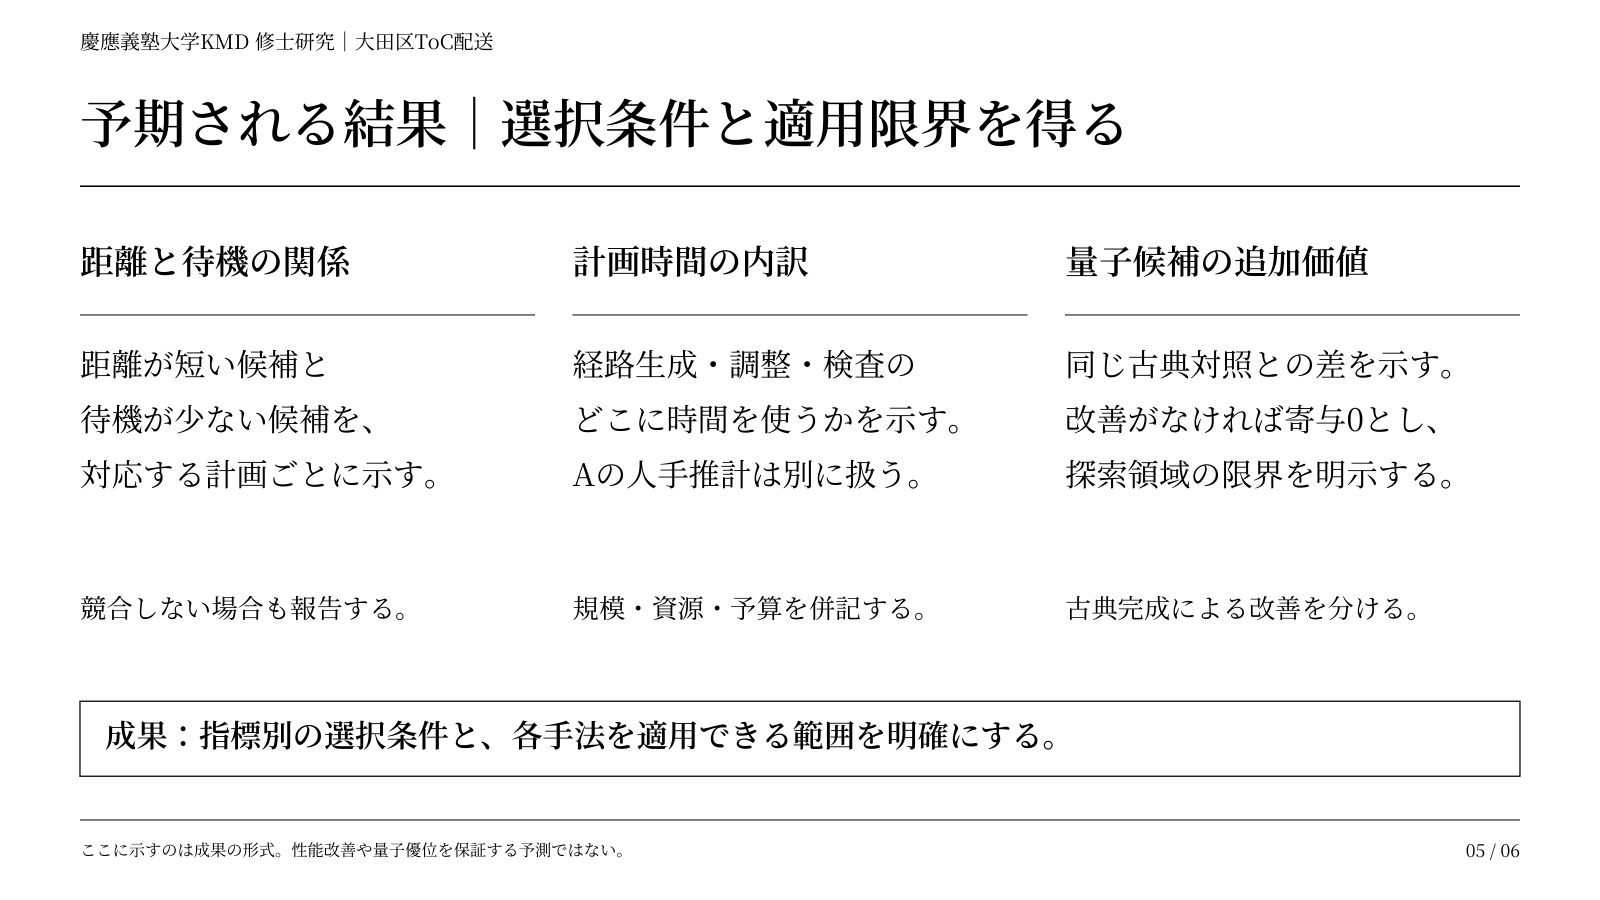 慶應義塾大学KMD 修士研究｜大田区ToC配送
予期される結果｜選択条件と適用限界を得る
距離と待機の関係
距離が短い候補と
待機が少ない候補を、
対応する計画ごとに示す。
競合しない場合も報告する。
計画時間の内訳
経路生成・調整・検査の
どこに時間を使うかを示す。
Aの人手推計は別に扱う。
規模・資源・予算を併記する。
量子候補の追加価値
同じ古典対照との差を示す。
改善がなければ寄与0とし、
探索領域の限界を明示する。
古典完成による改善を分ける。
成果：指標別の選択条件と、各手法を適用できる範囲を明確にする。
ここに示すのは成果の形式。性能改善や量子優位を保証する予測ではない。
05 / 06